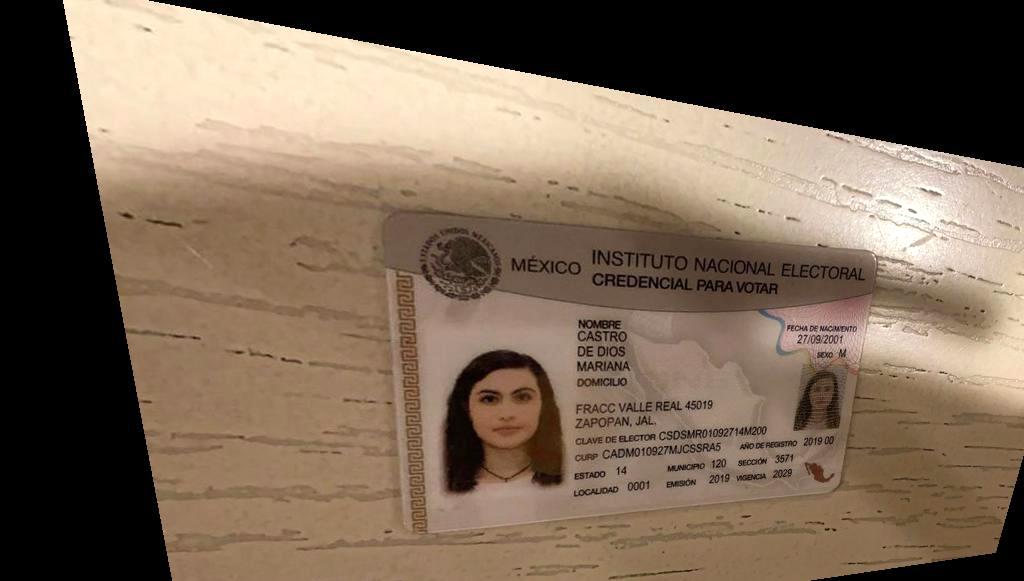 ESTADOS UNIDOS MEXICANOS
MÉXICO INSTITUTO NACIONAL ELECTORAL
CREDENCIAL PARA VOTAR
NOMBRE
CASTRO
DE DIOS
MARIANA
FECHA DE NACIMIENTO
27/09/2001
SEXO M
DOMICILIO
FRACC VALLE REAL 45019
ZAPOPAN, JAL.
CLAVE DE ELECTOR CSDSMR01092714M200
CURP CADM010927MJCSSRA5 AÑO DE REGISTRO 2019 00
ESTADO 14 MUNICIPIO 120 SECCIÓN 3571
LOCALIDAD 0001 EMISIÓN 2019 VIGENCIA 2029